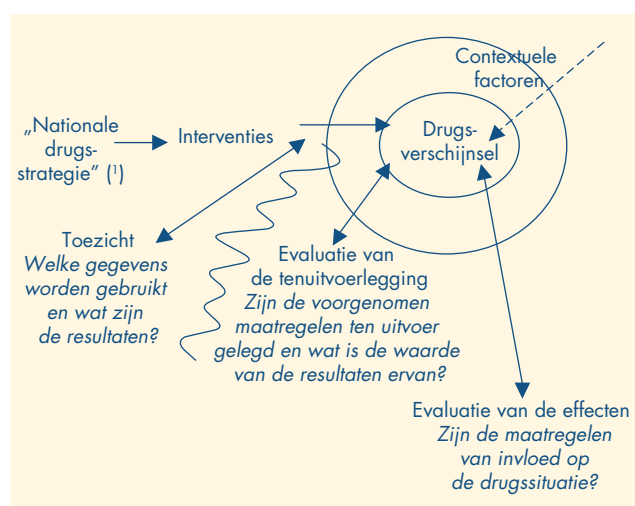 Contextuele
factoren
„Nationale
drugs-
strategie” (¹)
Interventies
Drugs-
verschijnsel
Toezicht
Welke gegevens
worden gebruikt
en wat zijn
de resultaten?
Evaluatie van
de tenuitvoerlegging
Zijn de voorgenomen
maatregelen ten uitvoer
gelegd en wat is de waarde
van de resultaten ervan?
Evaluatie van de effecten
Zijn de maatregelen
van invloed op
de drugssituatie?